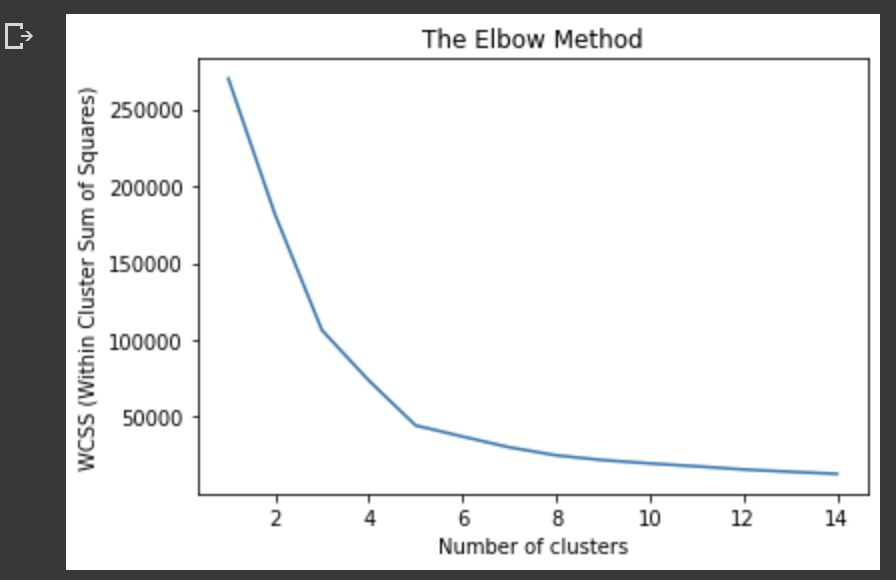 The Elbow Method
WCSS (Within Cluster Sum of Squares)
250000
200000
150000
100000
50000
2 4 6 8 10 12 14
Number of clusters